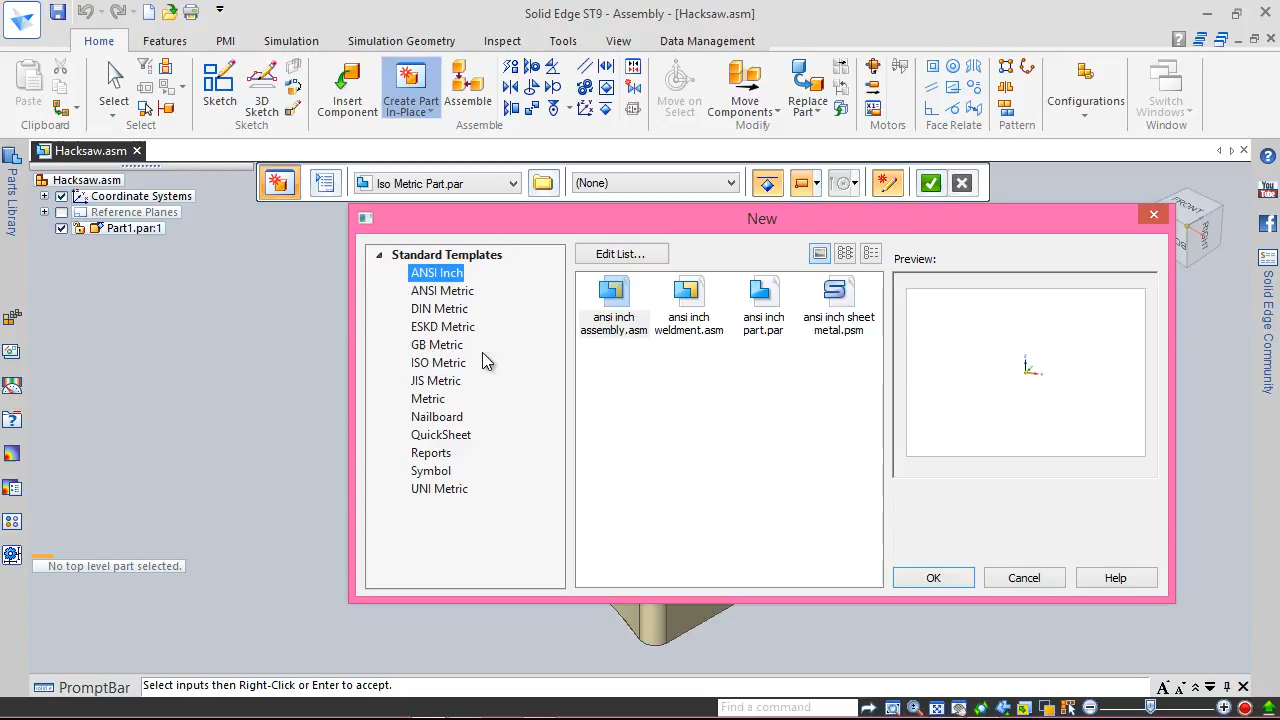 Solid Edge ST9 - Assembly - [Hacksaw.asm]
Home
Features
PMI
Simulation
Simulation Geometry
Inspect
Tools
View
Data Management
Paste
Clipboard
Select
Select
Sketch
3D
Sketch
Sketch
Insert
Component
Create Part
In-Place
Assemble
Assemble
Move on
Select
Move
Components
Replace
Part
Modify
Motors
Face Relate
Pattern
Configurations
Switch
Windows
Window
Hacksaw.asm
Parts Library
Hacksaw.asm
Coordinate Systems
Reference Planes
Part1.par:1
Iso Metric Part.par
(None)
New
Standard Templates
ANSI Inch
ANSI Metric
DIN Metric
ESKD Metric
GB Metric
ISO Metric
JIS Metric
Metric
Nailboard
QuickSheet
Reports
Symbol
UNI Metric
Edit List...
ansi inch
assembly.asm
ansi inch
weldment.asm
ansi inch
part.par
ansi inch sheet
metal.psm
Preview:
OK
Cancel
Help
FRONT
RIGHT
You
Tube
Solid Edge Community
No top level part selected.
PromptBar
Select inputs then Right-Click or Enter to accept.
Find a command